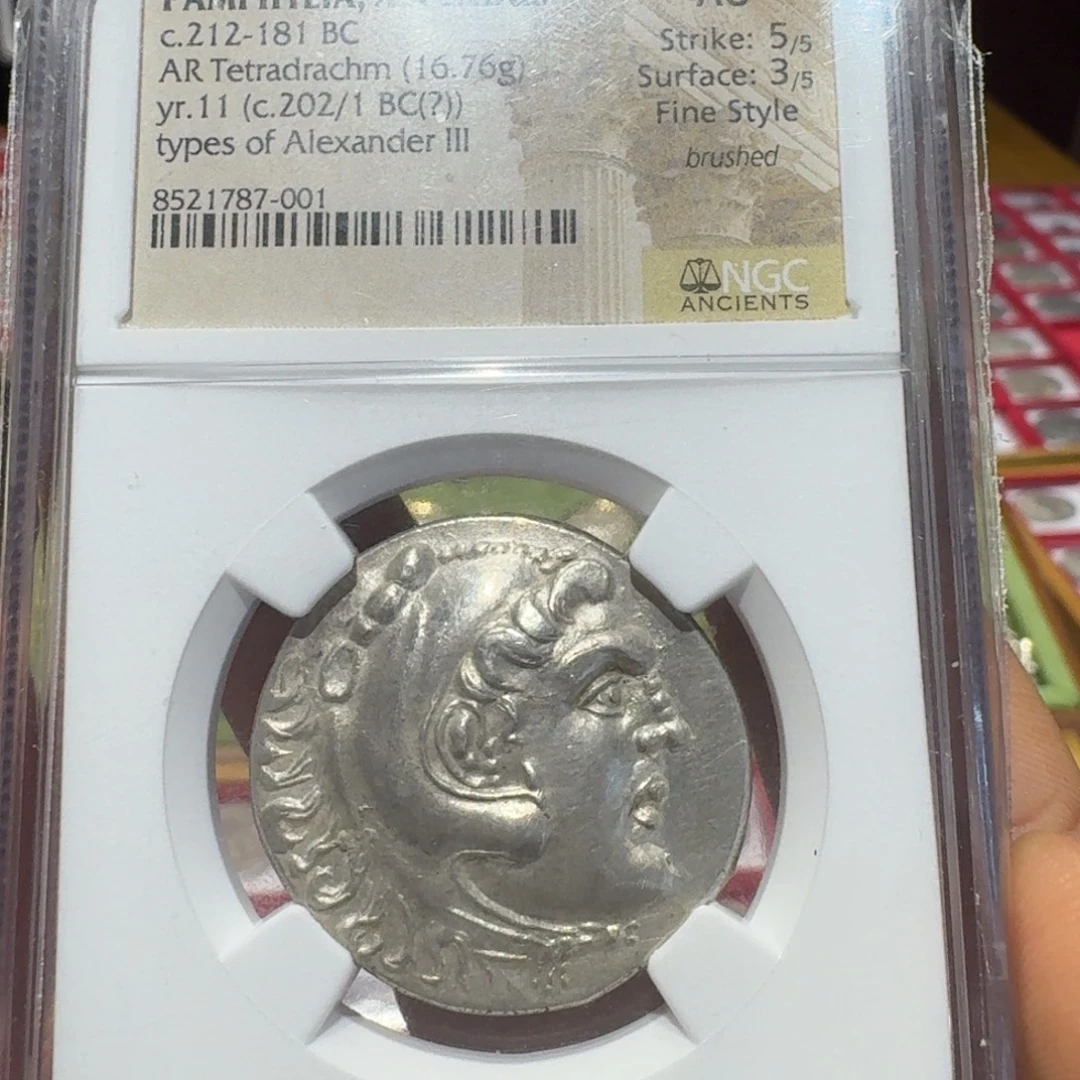 PAMPHYLIA,
c.212-181 BC
AR Tetradrachm (16.76g)
yr.11 (c.202/1 BC(?))
types of Alexander III
8521787-001
Strike: 5/5
Surface: 3/5
Fine Style
brushed
NGC
ANCIENTS